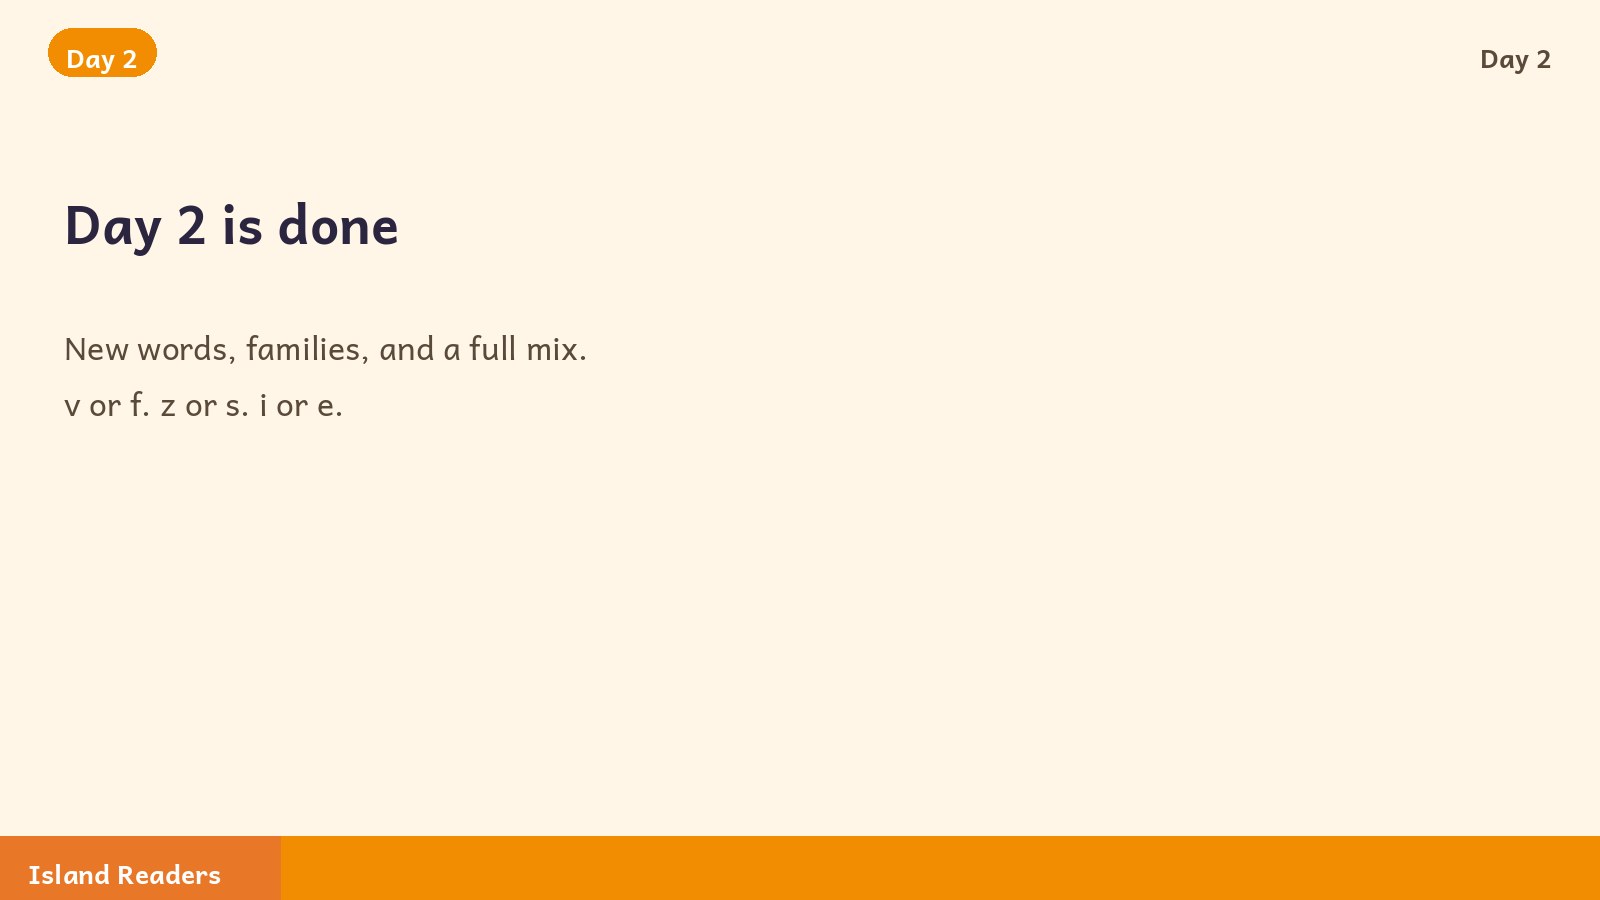 Day 2
Day 2
Day 2 is done
New words, families, and a full mix.
v or f. z or s. i or e.
Island Readers